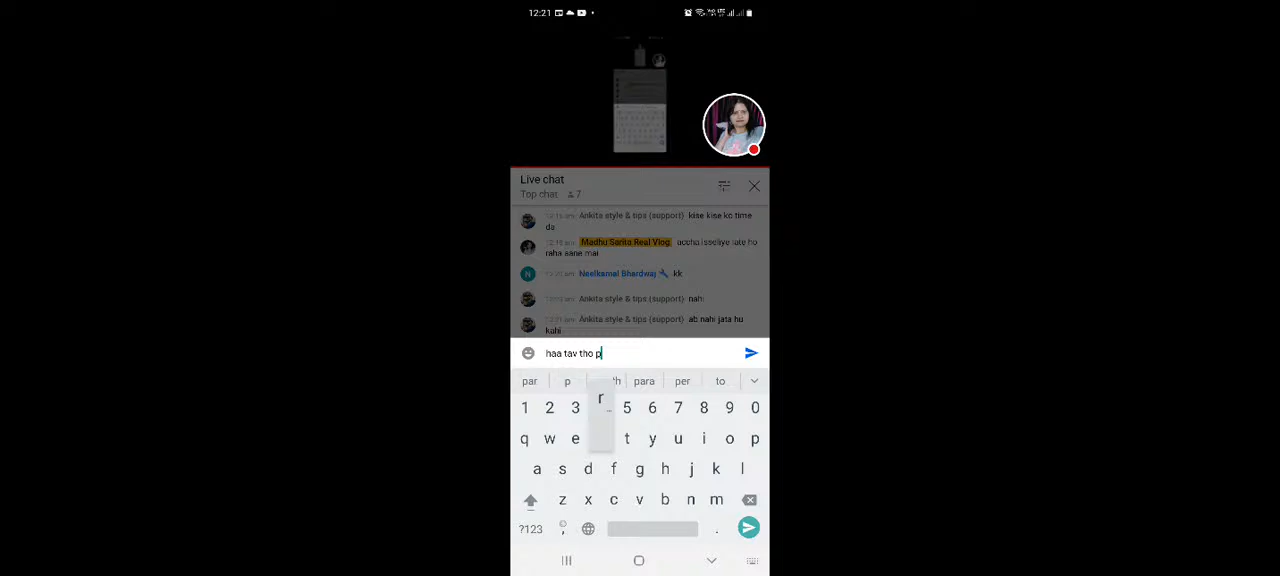 12:21
Live chat
Top chat 7
Ankita style & tips (support) kise kise ko time
da
Madhu Sarita Real Vlog accha isseliye late ho
raha aane mai
N Neelkamal Bhardwaj kk
Ankita style & tips (support) nahi
12:21 am Ankita style & tips (support) ab nahi jata hu
kahi
haa tav tho p
par p para per to
1 2 3 r 5 6 7 8 9 0
q w e t y u i o p
a s d f g h j k l
z x c v b n m
?123 , .